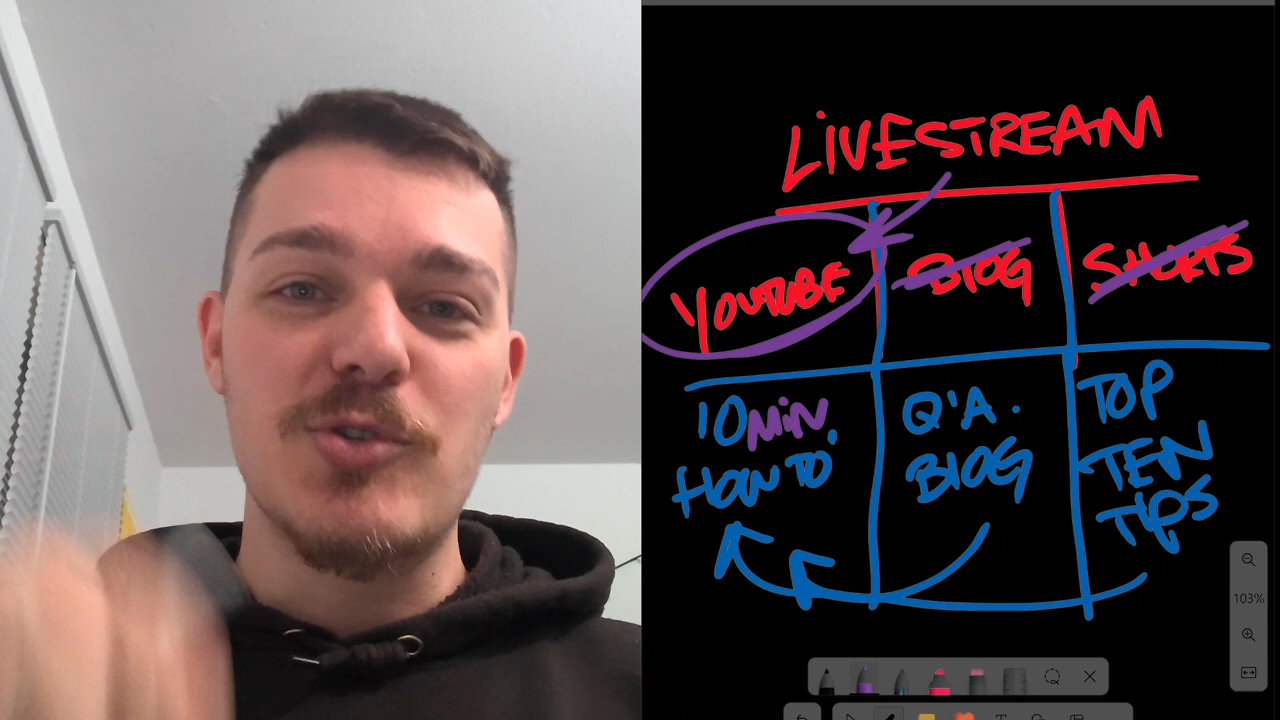 LIVESTREAM
YOUTUBE BLOG SHORTS
10 MIN. Q'A. TOP
HOW TO' BLOG TEN
TIPS
103%